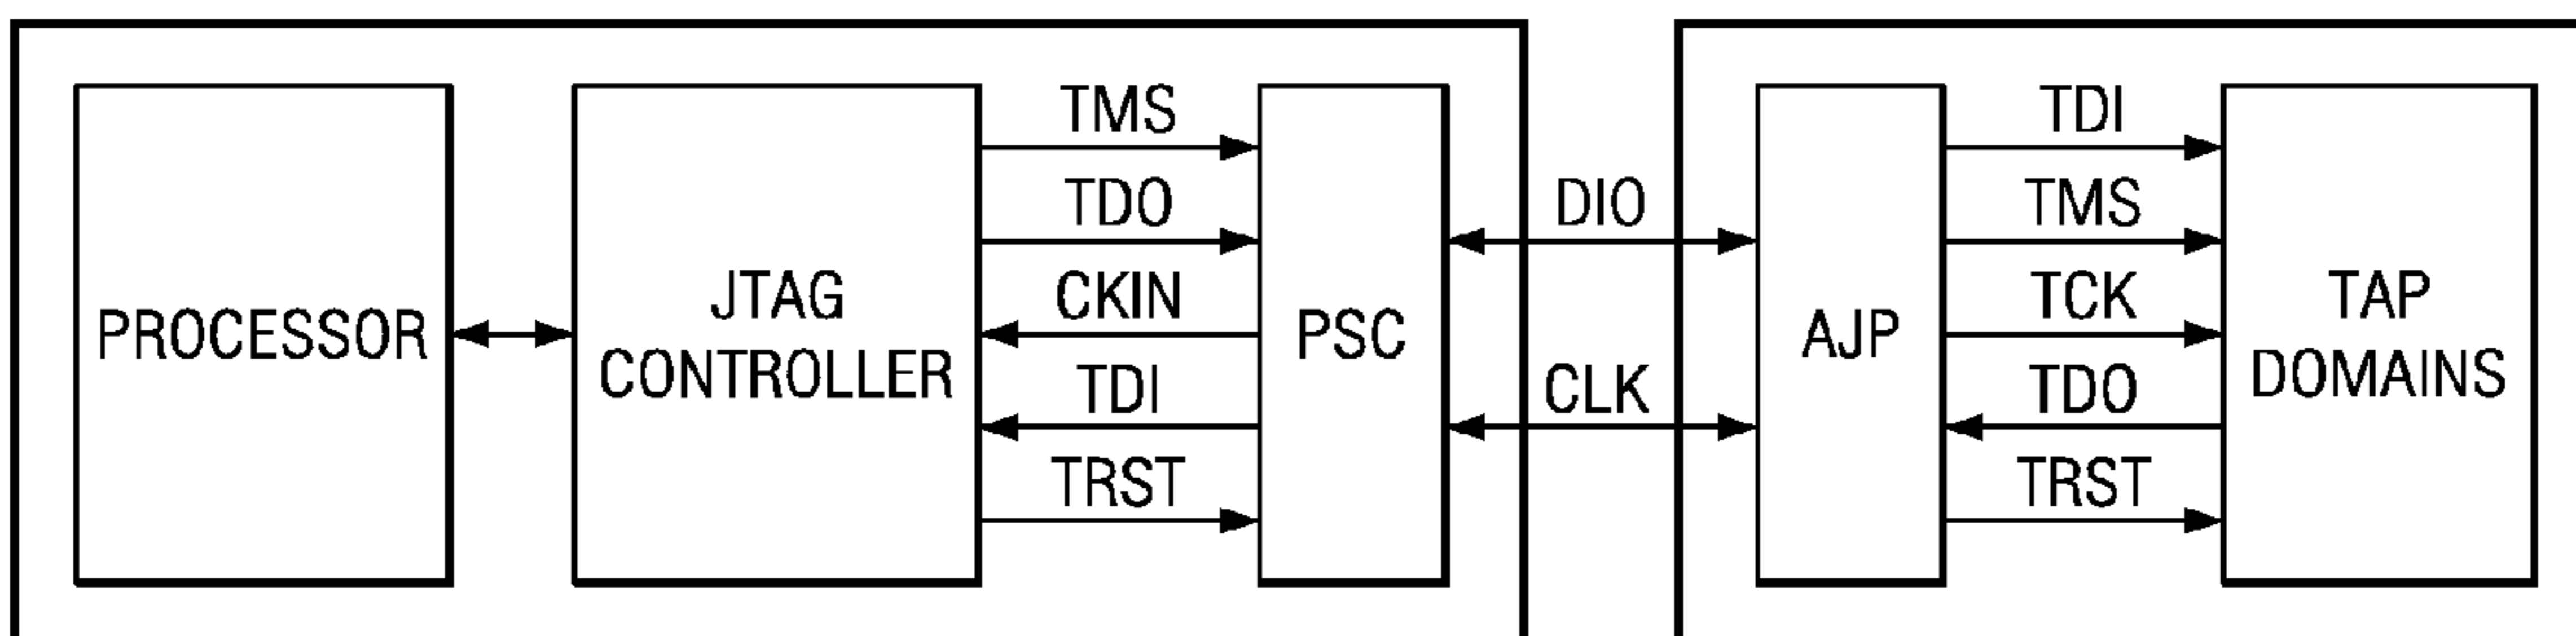 PROCESSOR
JTAG
CONTROLLER
TMS
TDO
CKIN
TDI
TRST
PSC
DIO
CLK
AJP
TDI
TMS
TCK
TDO
TRST
TAP
DOMAINS